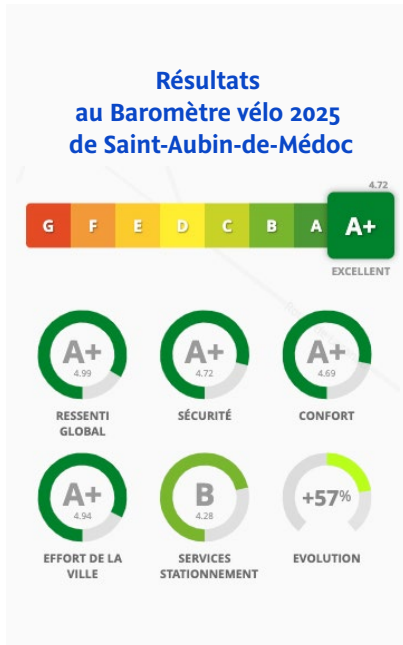 Résultats
au Baromètre vélo 2025
de Saint-Aubin-de-Médoc
4.72
G F E D C B A A+
EXCELLENT
A+ A+ A+
4.99 4.72 4.69
RESSENTI GLOBAL
SÉCURITÉ
CONFORT
A+ B +57%
4.94 4.28
EFFORT DE LA VILLE
SERVICES STATIONNEMENT
EVOLUTION